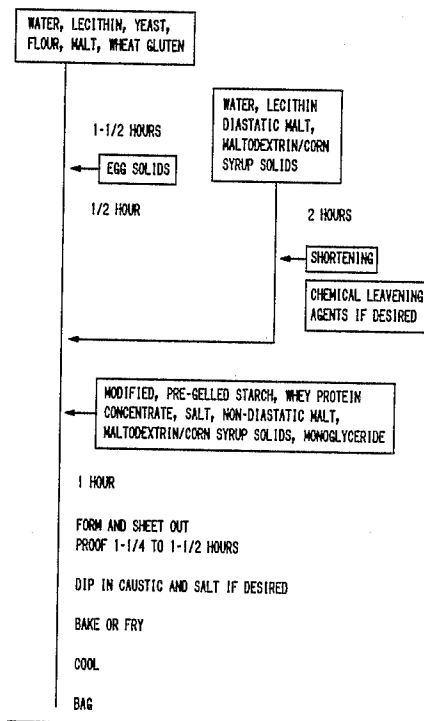 WATER, LECITHIN, YEAST,
FLOUR, MALT, WHEAT GLUTEN
WATER, LECITHIN
DIASTATIC MALT,
MALTODEXTRIN/CORN
SYRUP SOLIDS
1-1/2 HOURS
EGG SOLIDS
1/2 HOUR
2 HOURS
SHORTENING
CHEMICAL LEAVENING
AGENTS IF DESIRED
MODIFIED, PRE-GELLED STARCH, WHEY PROTEIN
CONCENTRATE, SALT, NON-DIASTATIC MALT,
MALTODEXTRIN/CORN SYRUP SOLIDS, MONOGLYCERIDE
1 HOUR
FORM AND SHEET OUT
PROOF 1-1/4 TO 1-1/2 HOURS
DIP IN CAUSTIC AND SALT IF DESIRED
BAKE OR FRY
COOL
BAG